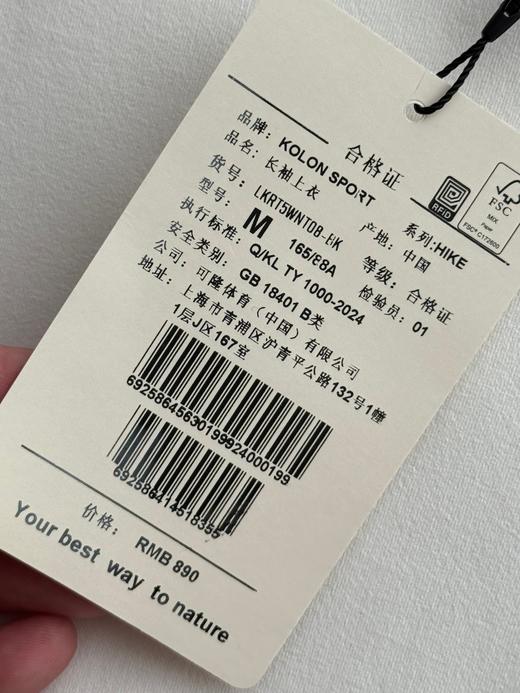 合格证
品牌: KOLON SPORT
系列:HIKE
品名: 长袖上衣
产地: 中国
货号: LKRT5WNT08-BK
等级: 合格证
型号: M 165/88A
检验员: 01
执行标准: Q/KL TY 1000-2024
安全类别: GB 18401 B类
公司: 可隆体育（中国）有限公司
地址: 上海市青浦区沪青平公路132号1幢
1层J区167室
69258645630199924000199
692586414518355
价格: RMB 890
Your best way to nature
RFID
FSC
MIX
Paper
FSC® C172600